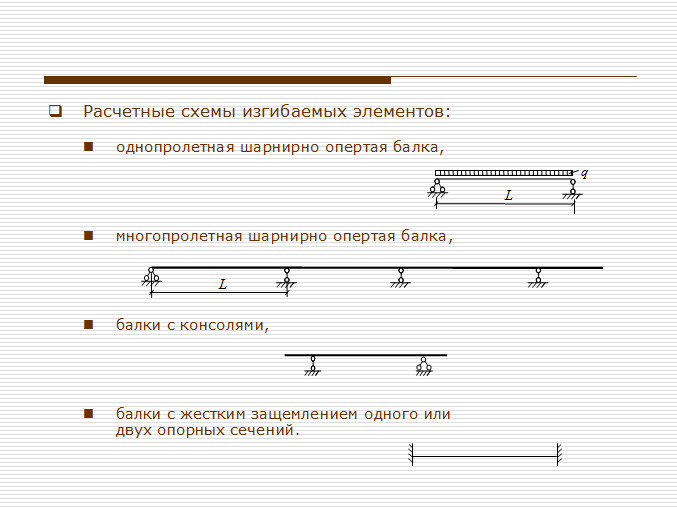 Расчетные схемы изгибаемых элементов:
однопролетная шарнирно опертая балка,
q
L
многопролетная шарнирно опертая балка,
L
балки с консолями,
балки с жестким защемлением одного или
двух опорных сечений.